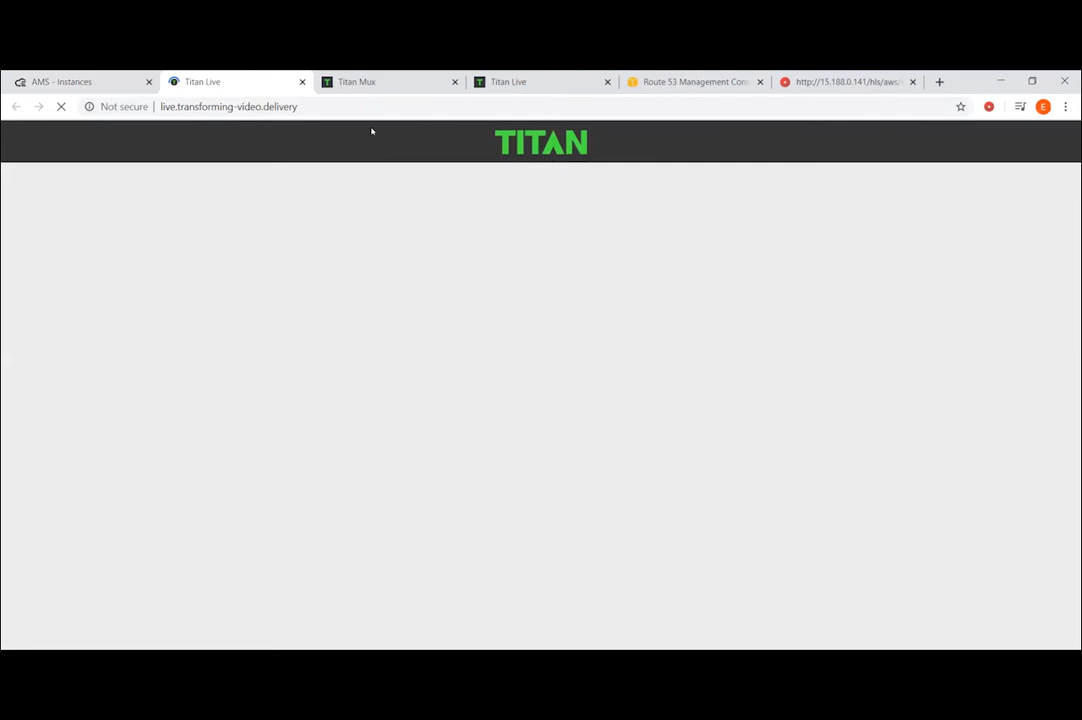 AMS - Instances
Titan Live
Titan Mux
Titan Live
Route 53 Management Con
http://15.188.0.141/hls/aws/
Not secure | live.transforming-video.delivery
E
TITAN